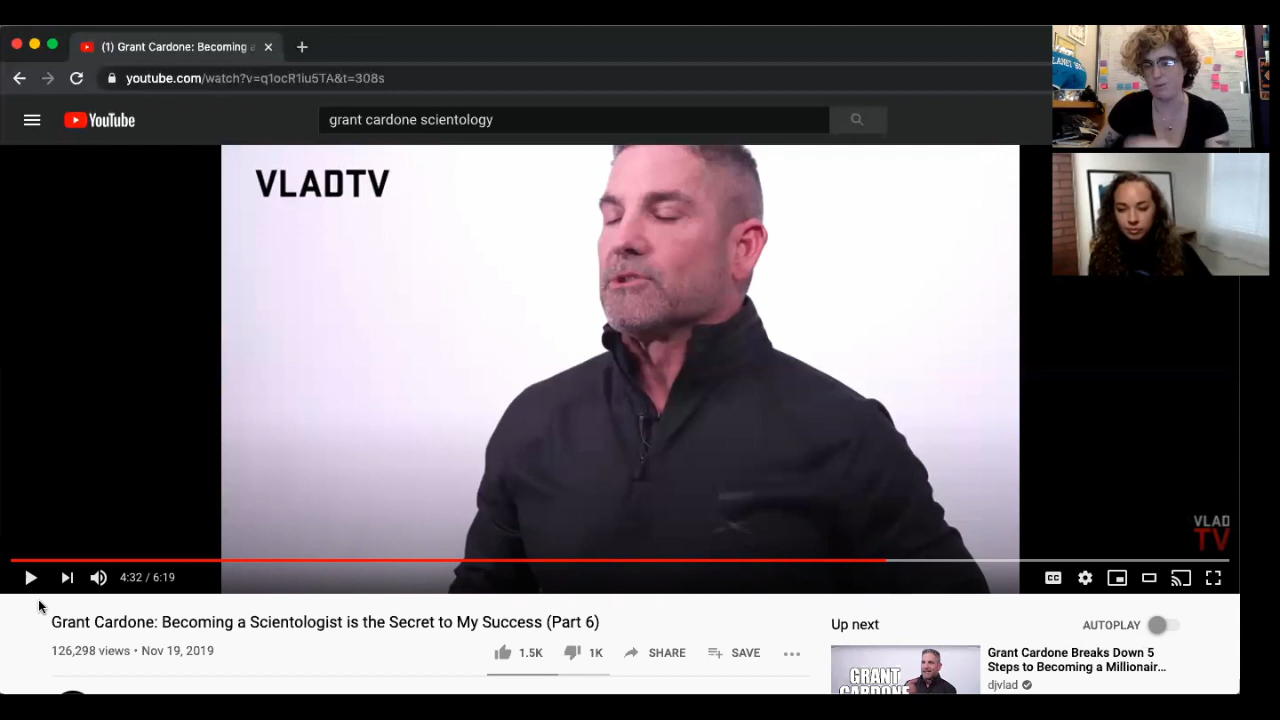 (1) Grant Cardone: Becoming a
youtube.com/watch?v=q1ocR1iu5TA&t=308s
YouTube
grant cardone scientology
VLADTV
VLAD
TV
4:32 / 6:19
CC
Grant Cardone: Becoming a Scientologist is the Secret to My Success (Part 6)
126,298 views • Nov 19, 2019
1.5K
1K
SHARE
SAVE
Up next
AUTOPLAY
GRANT
CARDONE
Grant Cardone Breaks Down 5
Steps to Becoming a Millionair...
djvlad